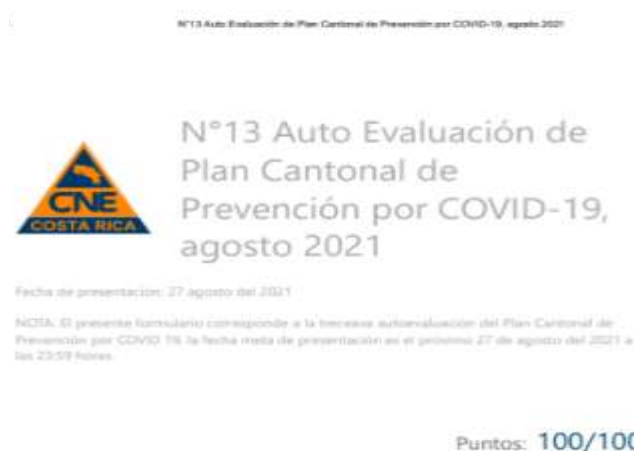 N°13 Auto Evaluación de Plan Cantonal de Prevención por COVID-19, agosto 2021
N°13 Auto Evaluación de
Plan Cantonal de
Prevención por COVID-19,
agosto 2021
CNE
COSTA RICA
Fecha de presentación: 27 agosto del 2021
NOTA: El presente formulario corresponde a la treceava autoevaluación del Plan Cantonal de
Prevención por COVID 19, la fecha meta de presentación es el próximo 27 de agosto del 2021 a
las 23:59 horas.
Puntos: 100/100